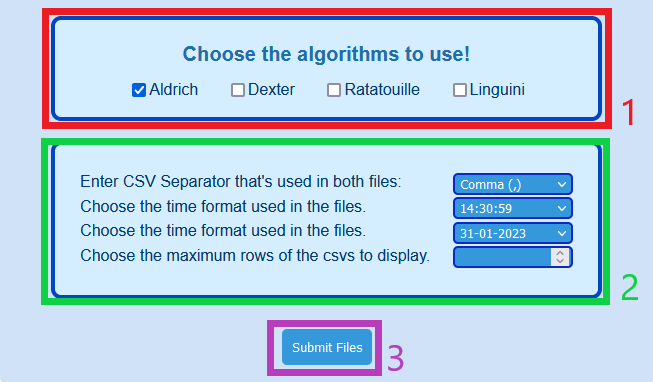 Choose the algorithms to use!
Aldrich Dexter Ratatouille Linguini
1
Enter CSV Separator that's used in both files: Comma (,)
Choose the time format used in the files. 14:30:59
Choose the time format used in the files. 31-01-2023
Choose the maximum rows of the csvs to display.
2
Submit Files
3